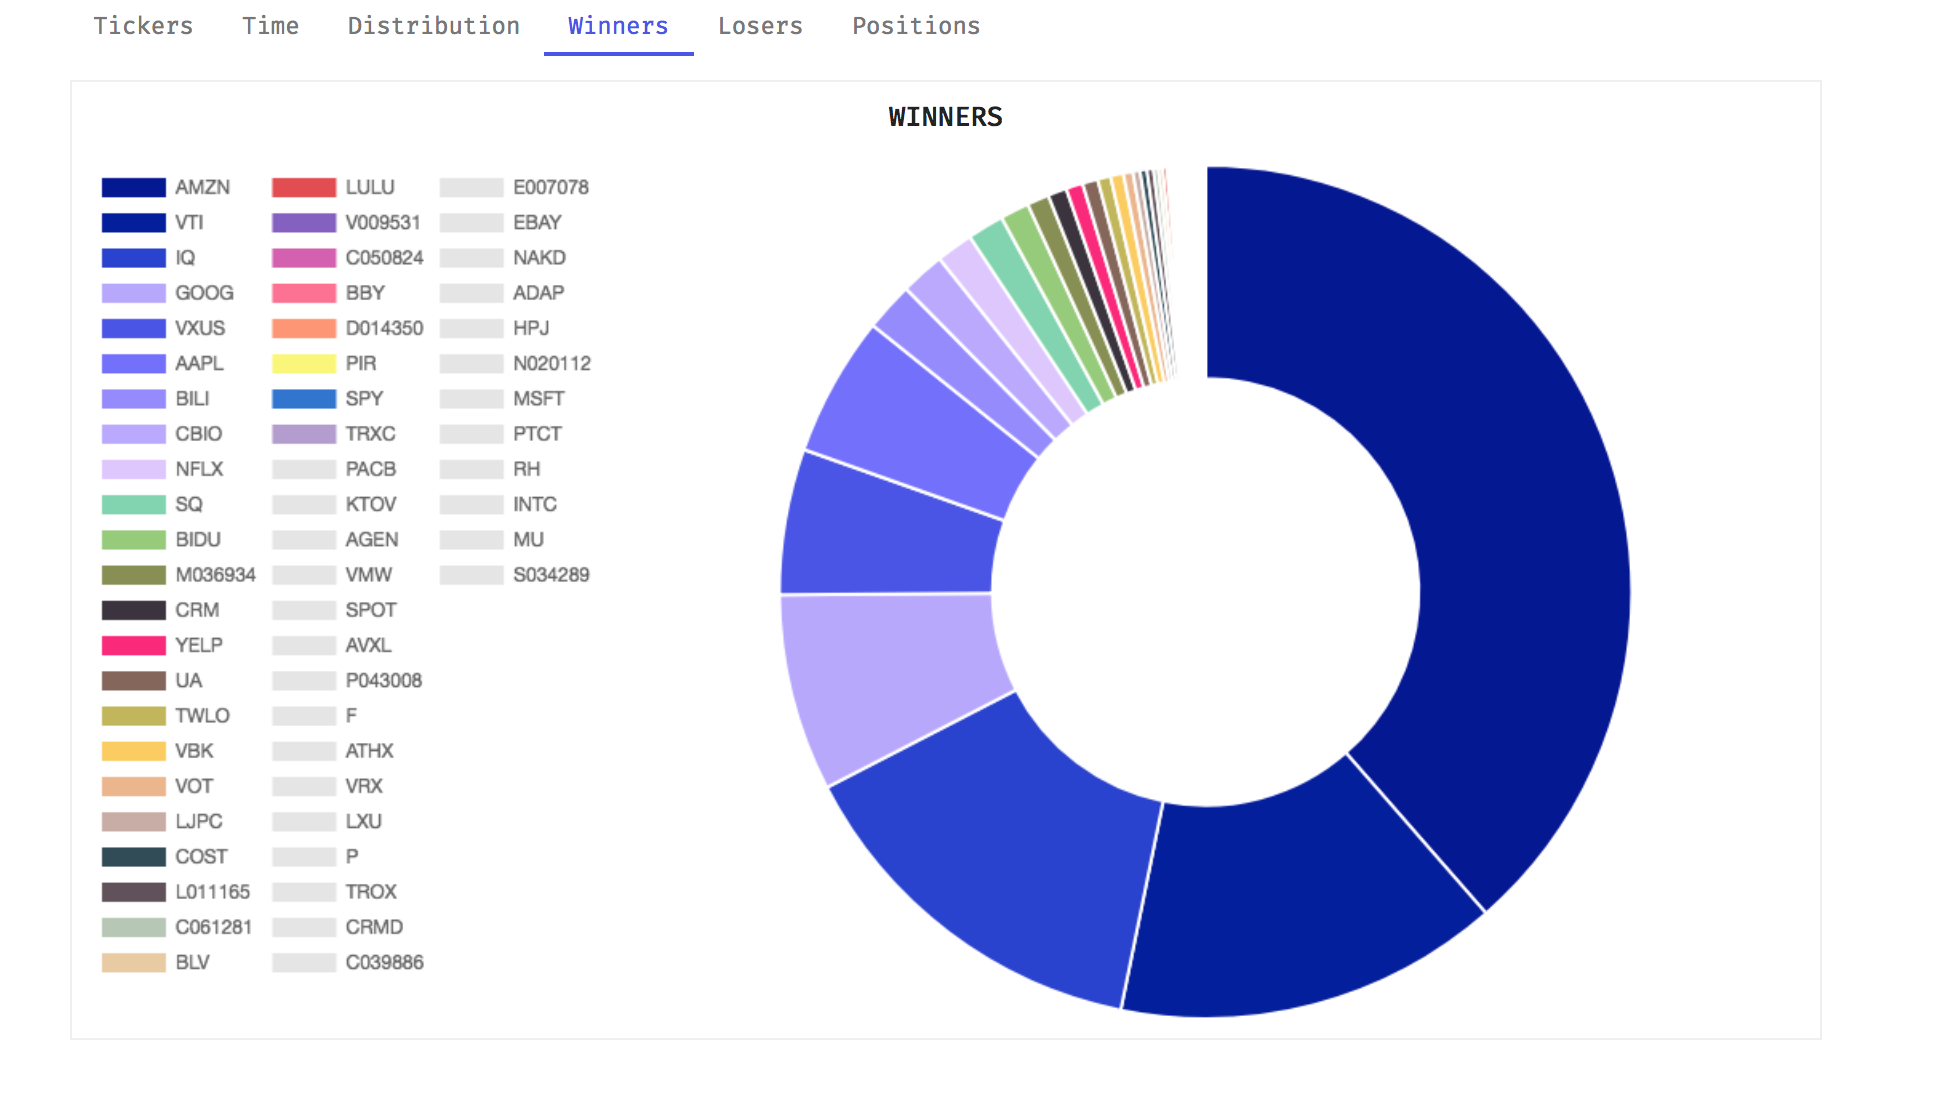 Tickers Time Distribution Winners Losers Positions
WINNERS
AMZN
VTI
IQ
GOOG
VXUS
AAPL
BILI
CBIO
NFLX
SQ
BIDU
M036934
CRM
YELP
UA
TWLO
VBK
VOT
LJPC
COST
L011165
C061281
BLV
LULU
V009531
C050824
BBY
D014350
PIR
SPY
TRXC
PACB
KTOV
AGEN
VMW
SPOT
AVXL
P043008
F
ATHX
VRX
LXU
P
TROX
CRMD
C039886
E007078
EBAY
NAKD
ADAP
HPJ
N020112
MSFT
PTCT
RH
INTC
MU
S034289